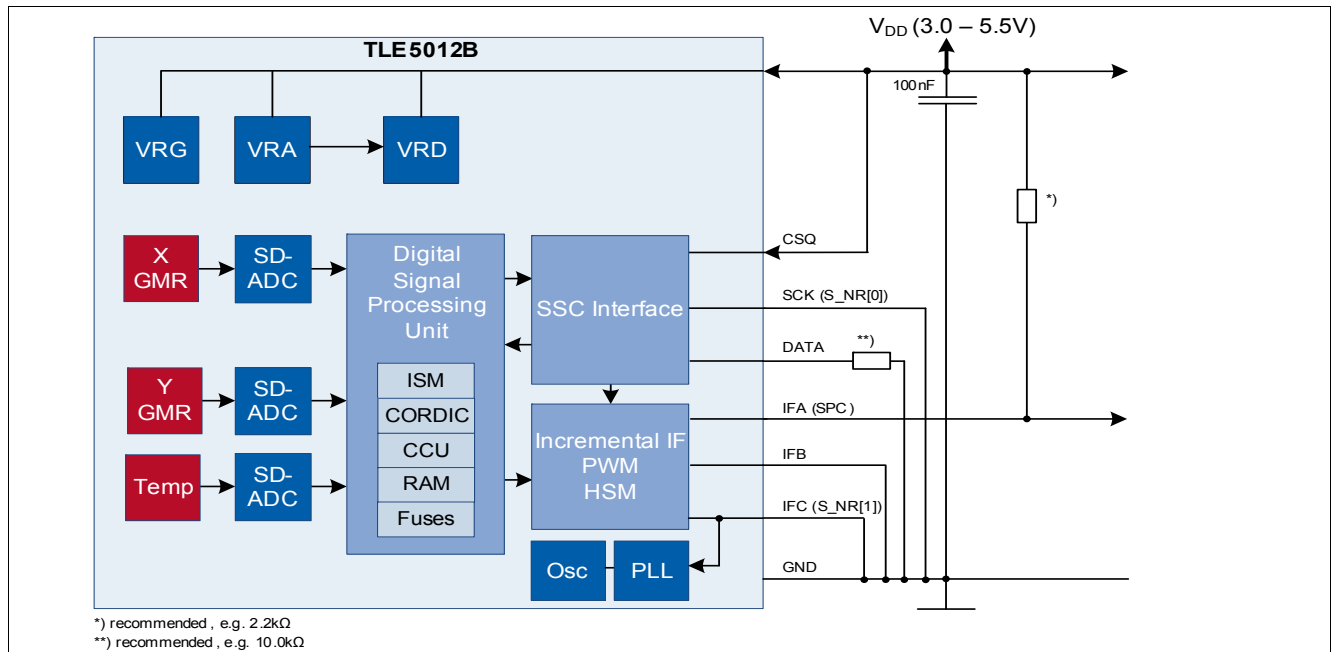 V_DD (3.0 – 5.5V)
TLE5012B
100nF
VRG
VRA
VRD
*)
X
GMR
SD-
ADC
Digital
Signal
Processing
Unit
SSC Interface
CSQ
SCK (S_NR[0])
DATA
**)
Y
GMR
SD-
ADC
ISM
CORDIC
CCU
RAM
Fuses
Incremental IF
PWM
HSM
IFA (SPC)
IFB
IFC (S_NR[1])
Temp
SD-
ADC
Osc
PLL
GND
*) recommended , e.g. 2.2kΩ
**) recommended , e.g. 10.0kΩ